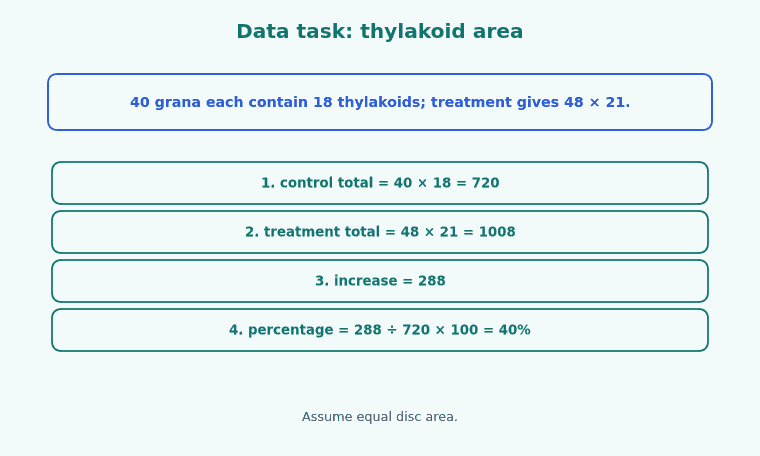 Data task: thylakoid area
40 grana each contain 18 thylakoids; treatment gives 48 × 21.
1. control total = 40 × 18 = 720
2. treatment total = 48 × 21 = 1008
3. increase = 288
4. percentage = 288 ÷ 720 × 100 = 40%
Assume equal disc area.